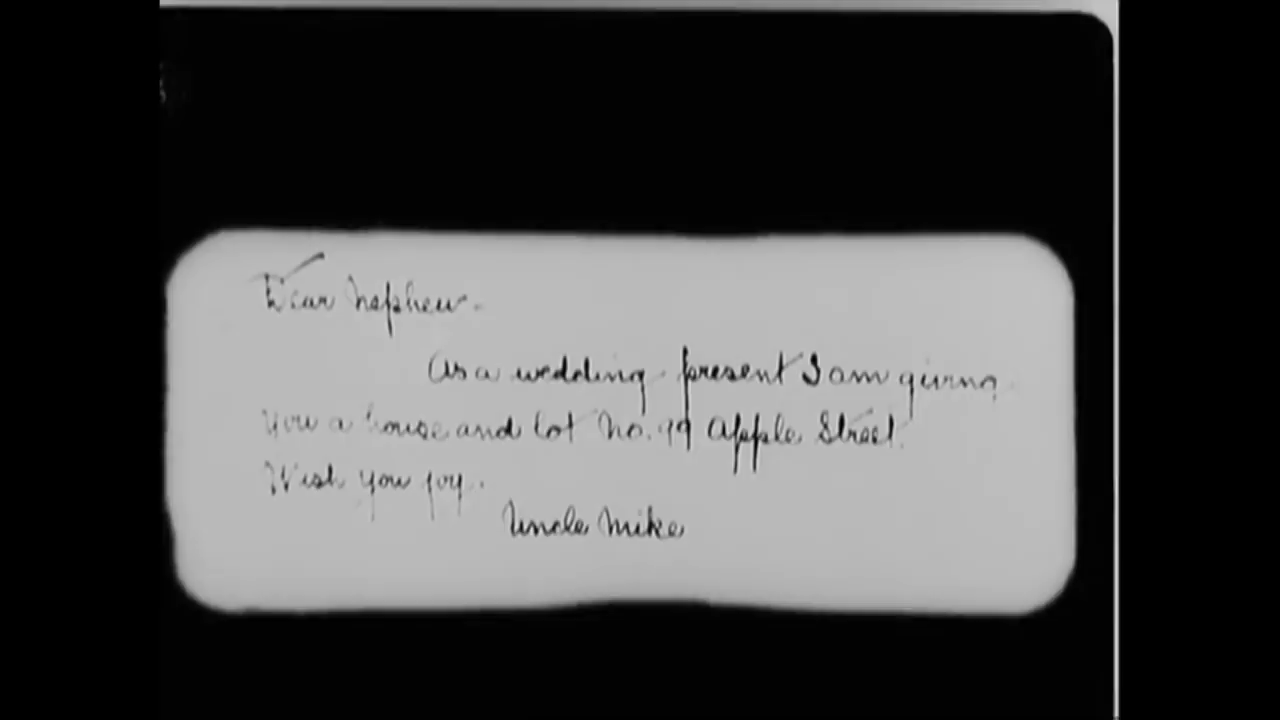 Dear Nephew.
As a wedding present I am giving
you a house and lot No. 99 Apple Street.
Wish you joy.
Uncle Mike